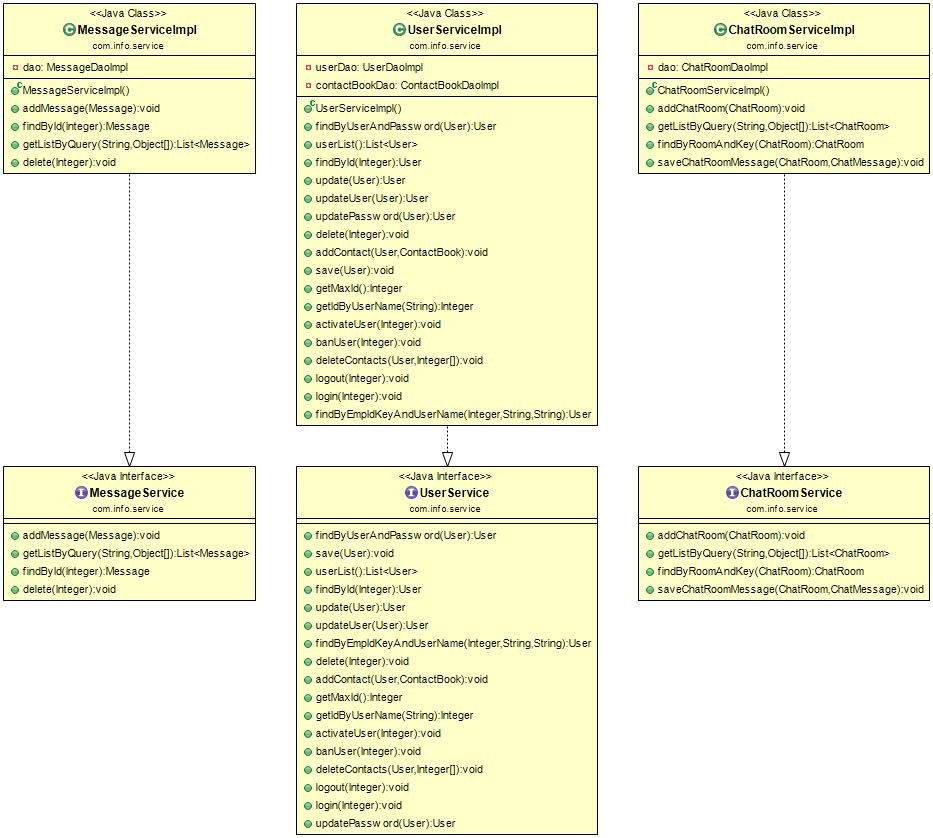 <<Java Class>>
MessageServiceImpl
com.info.service
dao: MessageDaoImpl
MessageServiceImpl()
addMessage(Message):void
findById(Integer):Message
getListByQuery(String,Object[]):List<Message>
delete(Integer):void
<<Java Class>>
UserServiceImpl
com.info.service
userDao: UserDaoImpl
contactBookDao: ContactBookDaoImpl
UserServiceImpl()
findByUserAndPassword(User):User
userList():List<User>
findById(Integer):User
update(User):User
updateUser(User):User
updatePassword(User):User
delete(Integer):void
addContact(User,ContactBook):void
save(User):void
getMaxId():Integer
getIdByUserName(String):Integer
activateUser(Integer):void
banUser(Integer):void
deleteContacts(User,Integer[]):void
logout(Integer):void
login(Integer):void
findByEmpIdKeyAndUserName(Integer,String,String):User
<<Java Class>>
ChatRoomServiceImpl
com.info.service
dao: ChatRoomDaoImpl
ChatRoomServiceImpl()
addChatRoom(ChatRoom):void
getListByQuery(String,Object[]):List<ChatRoom>
findByRoomAndKey(ChatRoom):ChatRoom
saveChatRoomMessage(ChatRoom,ChatMessage):void
<<Java Interface>>
MessageService
com.info.service
addMessage(Message):void
getListByQuery(String,Object[]):List<Message>
findById(Integer):Message
delete(Integer):void
<<Java Interface>>
UserService
com.info.service
findByUserAndPassword(User):User
save(User):void
userList():List<User>
findById(Integer):User
update(User):User
updateUser(User):User
findByEmpIdKeyAndUserName(Integer,String,String):User
delete(Integer):void
addContact(User,ContactBook):void
getMaxId():Integer
getIdByUserName(String):Integer
activateUser(Integer):void
banUser(Integer):void
deleteContacts(User,Integer[]):void
logout(Integer):void
login(Integer):void
updatePassword(User):User
<<Java Interface>>
ChatRoomService
com.info.service
addChatRoom(ChatRoom):void
getListByQuery(String,Object[]):List<ChatRoom>
findByRoomAndKey(ChatRoom):ChatRoom
saveChatRoomMessage(ChatRoom,ChatMessage):void